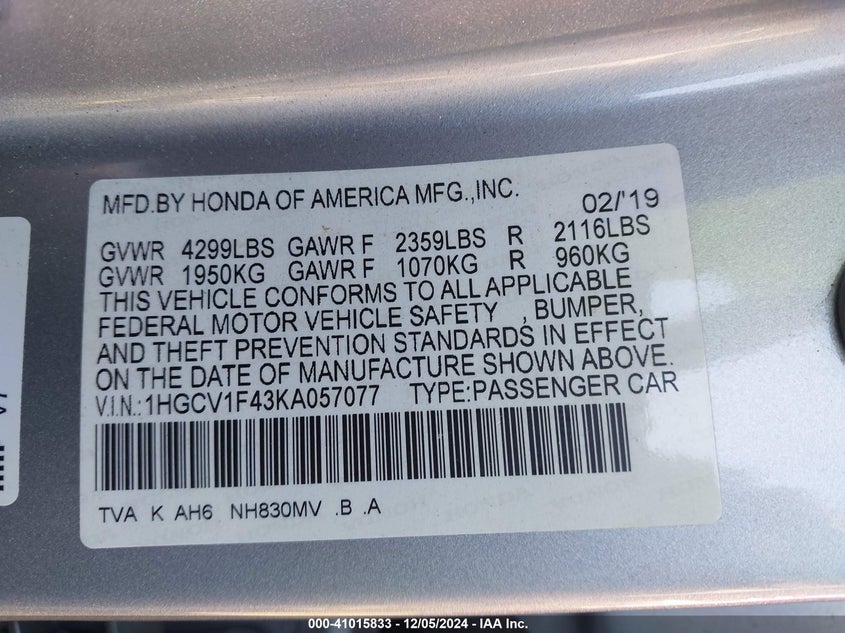 MFD.BY HONDA OF AMERICA MFG.,INC. 02/'19
GVWR 4299LBS GAWR F 2359LBS R 2116LBS
GVWR 1950KG GAWR F 1070KG R 960KG
THIS VEHICLE CONFORMS TO ALL APPLICABLE
FEDERAL MOTOR VEHICLE SAFETY , BUMPER,
AND THEFT PREVENTION STANDARDS IN EFFECT
ON THE DATE OF MANUFACTURE SHOWN ABOVE.
V.I.N.:1HGCV1F43KA057077 TYPE:PASSENGER CAR
TVA K AH6 NH830MV .B .A
000-41015833 - 12/05/2024 - IAA Inc.